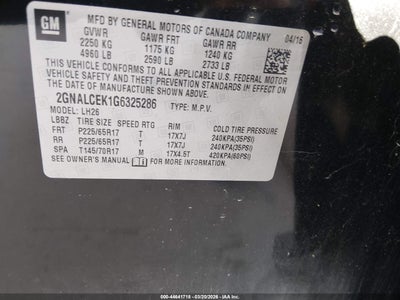 GM
MFD BY GENERAL MOTORS OF CANADA COMPANY 04/16
GVWR GAWR FRT GAWR RR
2250 KG 1175 KG 1240 KG
4960 LB 2590 LB 2733 LB
THIS VEHICLE CONFORMS TO ALL APPLICABLE U.S. FEDERAL MOTOR
VEHICLE SAFETY AND THEFT PREVENTION STANDARDS IN EFFECT ON THE
DATE OF MANUFACTURE SHOWN ABOVE.
2GNALCEK1G6325286 TYPE: M.P.V.
MODEL: LH26
LBBZ TIRE SIZE SPEED RTG RIM COLD TIRE PRESSURE
FRT P225/65R17 T 17X7J 240KPA(35PSI)
RR P225/65R17 T 17X7J 240KPA(35PSI)
SPA T145/70R17 M 17X4.5T 420KPA(60PSI)
SEE OWNER'S MANUAL FOR MORE INFORMATION.
000-44641718 - 03/20/2026 -